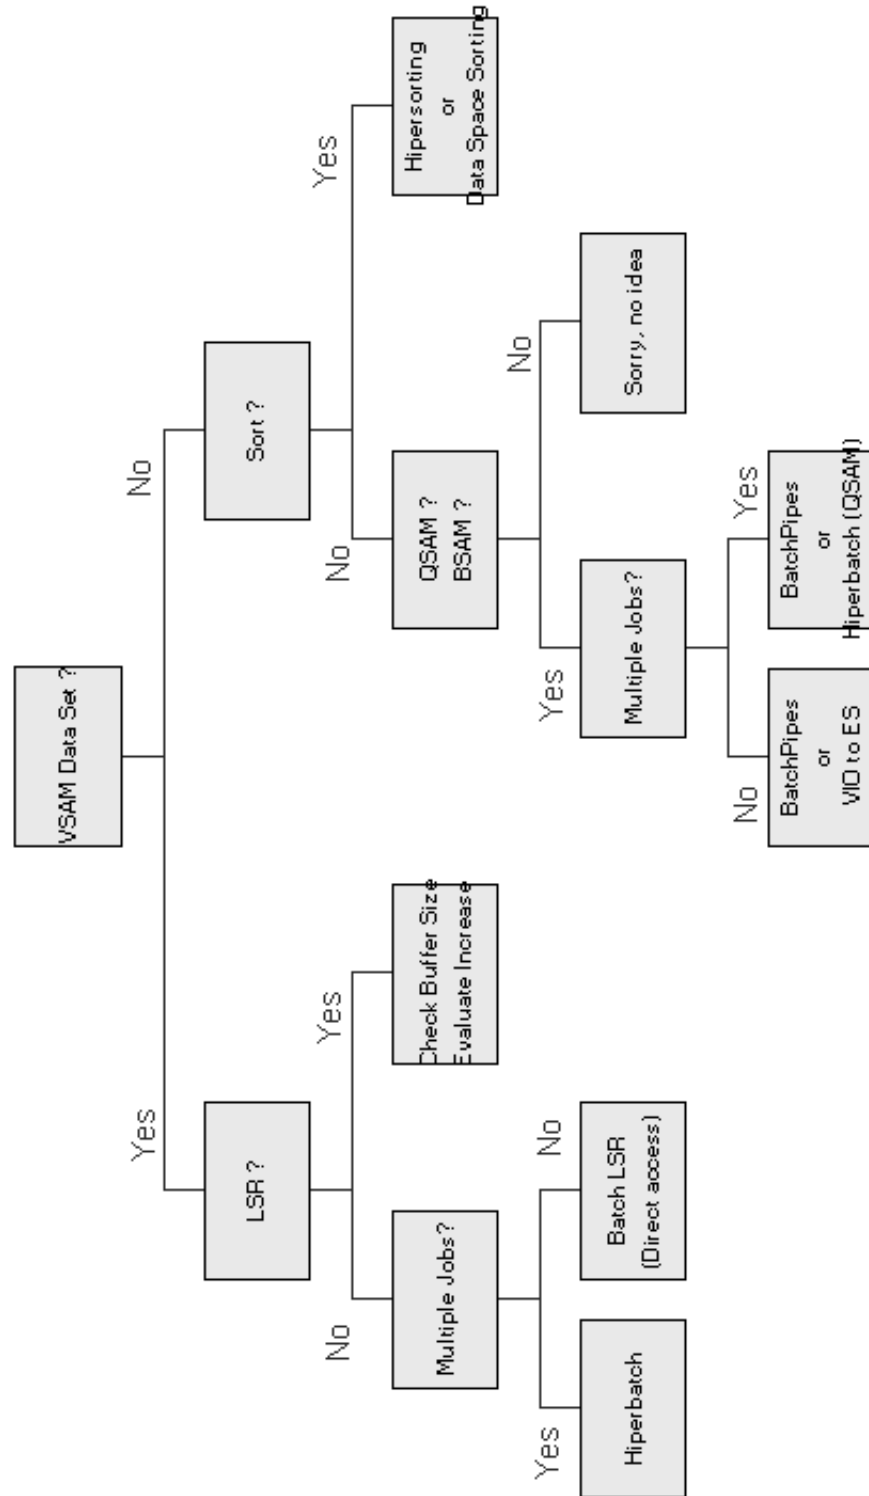 VSAM Data Set ?
Yes
No
LSR ?
Sort ?
No
Yes
No
Yes
Multiple Jobs?
Check Buffer Size
Evaluate Increase
QSAM ?
BSAM ?
Hipersorting
or
Data Space Sorting
Yes
No
Yes
No
Hiperbatch
Batch LSR
(Direct access)
Multiple Jobs?
Sorry, no idea
No
Yes
BatchPipes
or
VIO to ES
BatchPipes
or
Hiperbatch (QSAM)